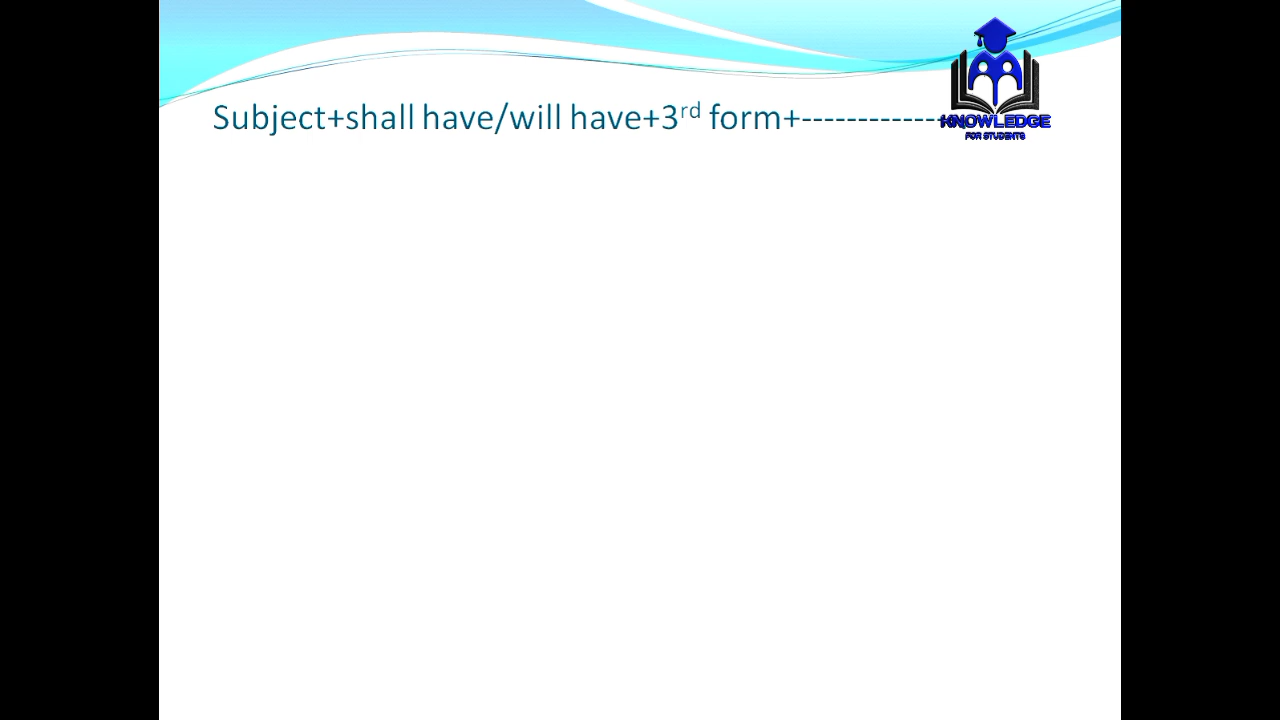 Subject+shall have/will have+3rd form+-------------
KNOWLEDGE
FOR STUDENTS